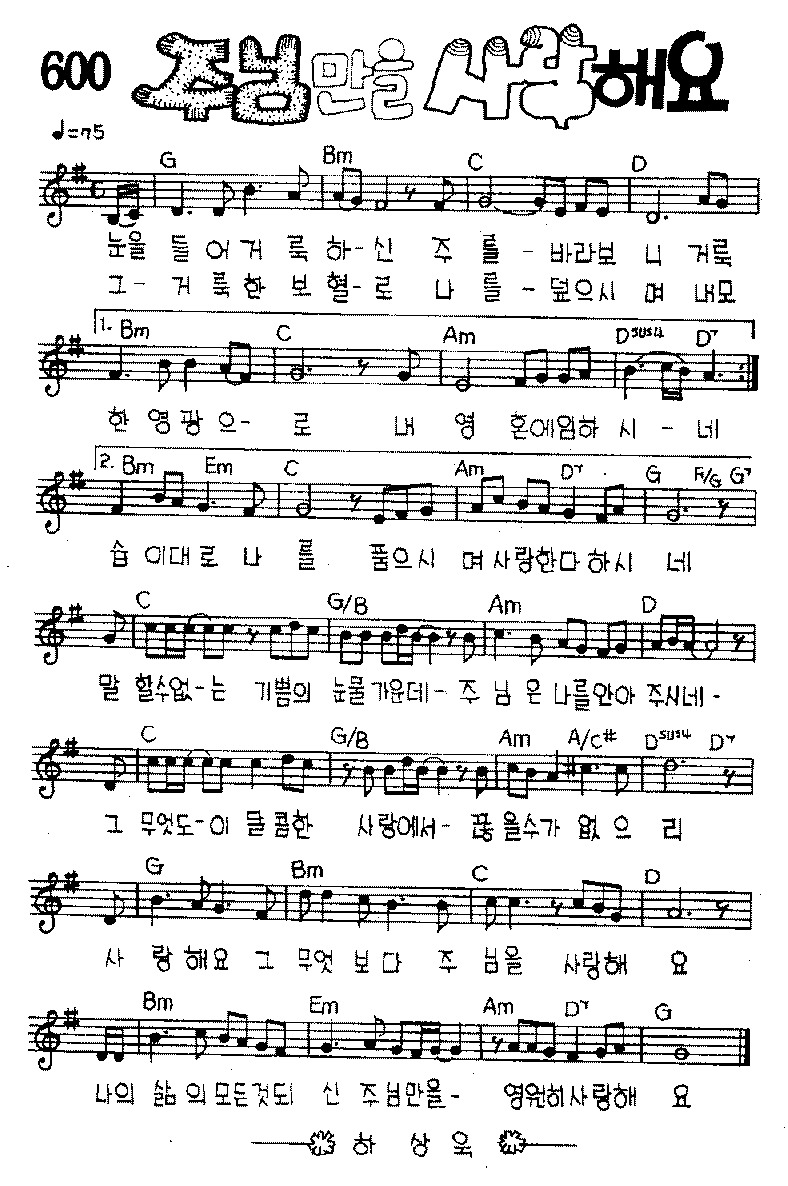 600 주님만을 사랑해요
♩=75
G Bm C D
눈을 들어 거 룩 하-신 주 를 - 바라보 니 거룩
그- 거 룩한 보 혈-로 나 를 - 덮으시 며 내모
1. Bm C Am Dsus4 D7
한 영광 으- 로 내 영 혼에임하 시 - 네
2. Bm Em C Am D7 G F/G G7
습 이대로 나 를 품으시 며사랑한다 하시 네
C G/B Am D
말 할수없-는 기쁨의 눈물가운데- 주 님 은 나를안아 주시네-
C G/B Am A/C# Dsus4 D7
그 무엇도-이 달콤한 사랑에서- 끊을수가 없 으 리
G Bm C D
사 랑해요 그 무엇 보다 주 님을 사랑해 요
Bm Em Am D7 G
나의 삶 의모든것되 신 주님만을- 영원히사랑해 요
하 상 욱